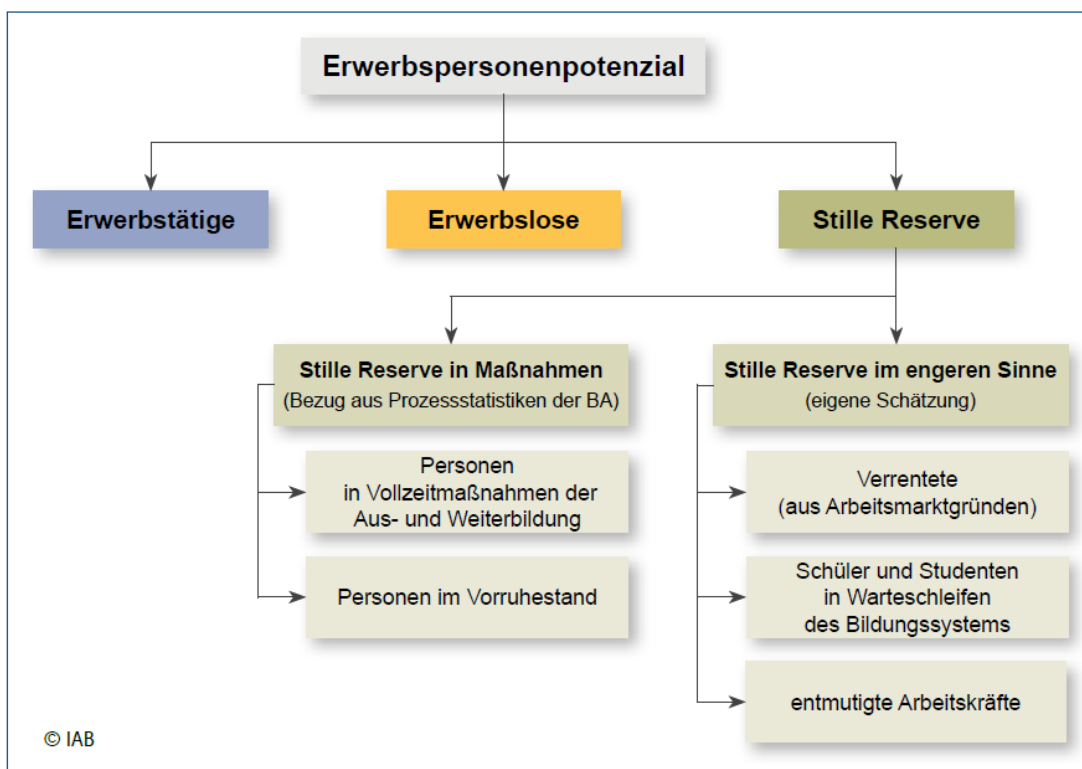 Erwerbspersonenpotenzial
Erwerbstätige
Erwerbslose
Stille Reserve
Stille Reserve in Maßnahmen
(Bezug aus Prozessstatistiken der BA)
Personen
in Vollzeitmaßnahmen der
Aus- und Weiterbildung
Personen im Vorruhestand
Stille Reserve im engeren Sinne
(eigene Schätzung)
Verrentete
(aus Arbeitsmarktgründen)
Schüler und Studenten
in Warteschleifen
des Bildungssystems
entmutigte Arbeitskräfte
© IAB